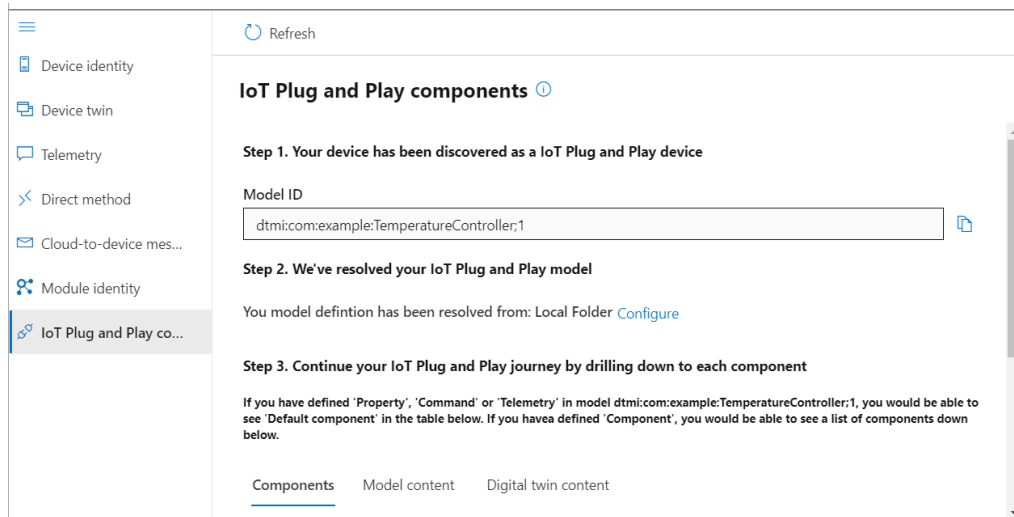 Device identity
Device twin
Telemetry
Direct method
Cloud-to-device mes...
Module identity
IoT Plug and Play co...
Refresh
IoT Plug and Play components
Step 1. Your device has been discovered as a IoT Plug and Play device
Model ID
dtmi:com:example:TemperatureController;1
Step 2. We've resolved your IoT Plug and Play model
You model defintion has been resolved from: Local Folder Configure
Step 3. Continue your IoT Plug and Play journey by drilling down to each component
If you have defined 'Property', 'Command' or 'Telemetry' in model dtmi:com:example:TemperatureController;1, you would be able to
see 'Default component' in the table below. If you havea defined 'Component', you would be able to see a list of components down
below.
Components Model content Digital twin content